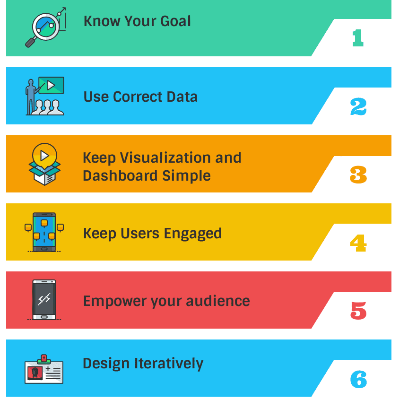 Know Your Goal
1
Use Correct Data
2
Keep Visualization and
Dashboard Simple
3
Keep Users Engaged
4
Empower your audience
5
Design Iteratively
6